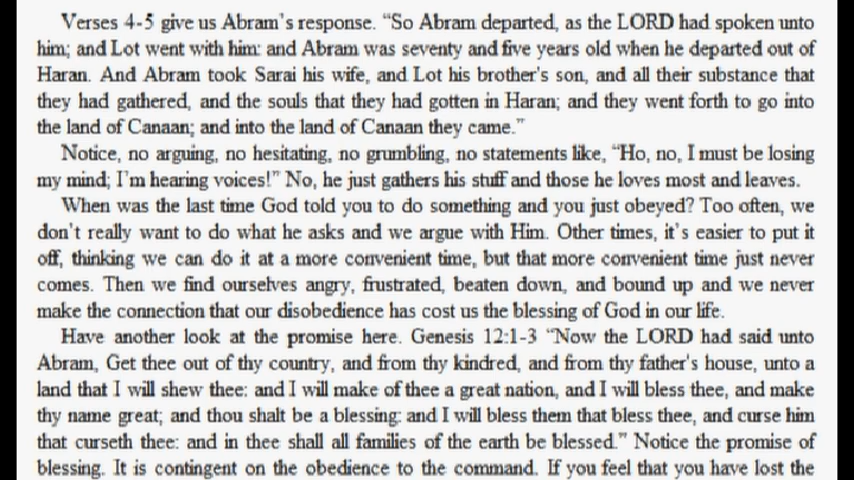 Verses 4-5 give us Abram's response. "So Abram departed, as the LORD had spoken unto
him; and Lot went with him: and Abram was seventy and five years old when he departed out of
Haran. And Abram took Sarai his wife, and Lot his brother's son, and all their substance that
they had gathered, and the souls that they had gotten in Haran; and they went forth to go into
the land of Canaan; and into the land of Canaan they came."
Notice, no arguing, no hesitating, no grumbling, no statements like, "Ho, no, I must be losing
my mind; I'm hearing voices!" No, he just gathers his stuff and those he loves most and leaves.
When was the last time God told you to do something and you just obeyed? Too often, we
don't really want to do what he asks and we argue with Him. Other times, it's easier to put it
off, thinking we can do it at a more convenient time, but that more convenient time just never
comes. Then we find ourselves angry, frustrated, beaten down, and bound up and we never
make the connection that our disobedience has cost us the blessing of God in our life.
Have another look at the promise here. Genesis 12:1-3 "Now the LORD had said unto
Abram, Get thee out of thy country, and from thy kindred, and from thy father's house, unto a
land that I will shew thee: and I will make of thee a great nation, and I will bless thee, and make
thy name great; and thou shalt be a blessing: and I will bless them that bless thee, and curse him
that curseth thee: and in thee shall all families of the earth be blessed." Notice the promise of
blessing. It is contingent on the obedience to the command. If you feel that you have lost the